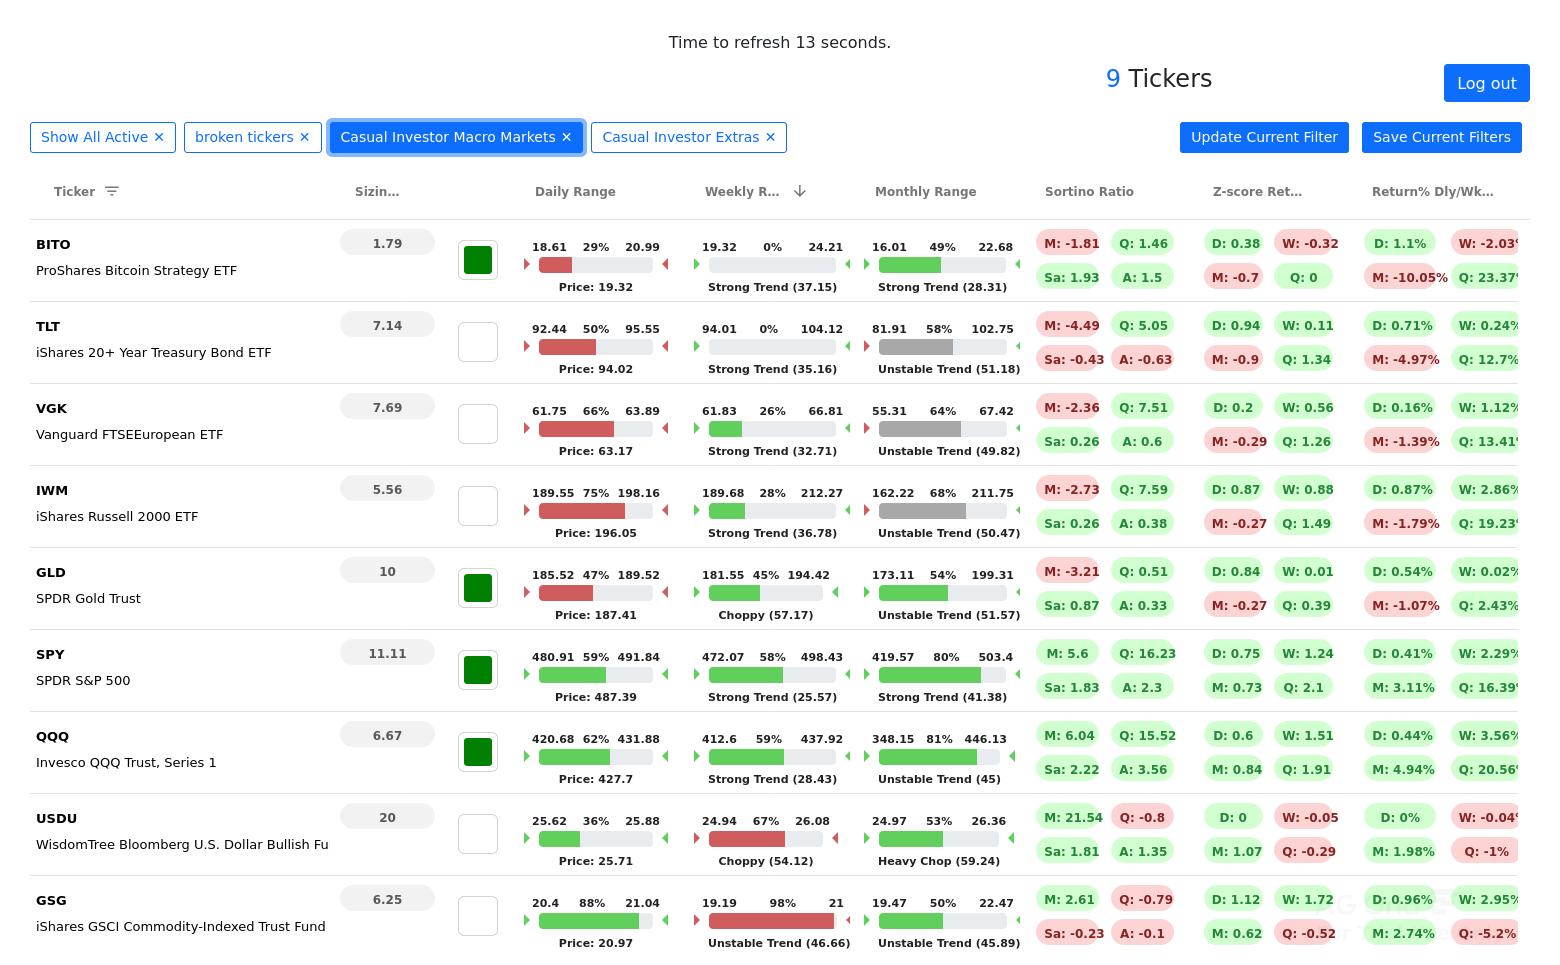 Time to refresh 13 seconds.
9 Tickers
Log out
Show All Active ✕ broken tickers ✕ Casual Investor Macro Markets ✕ Casual Investor Extras ✕ Update Current Filter Save Current Filters
Ticker Sizin... Daily Range Weekly R... Monthly Range Sortino Ratio Z-score Ret... Return% Dly/Wk...
BITO 1.79 18.61 29% 20.99 19.32 0% 24.21 16.01 49% 22.68 M: -1.81 Q: 1.46 D: 0.38 W: -0.32 D: 1.1% W: -2.03%
ProShares Bitcoin Strategy ETF Price: 19.32 Strong Trend (37.15) Strong Trend (28.31) Sa: 1.93 A: 1.5 M: -0.7 Q: 0 M: -10.05% Q: 23.37%
TLT 7.14 92.44 50% 95.55 94.01 0% 104.12 81.91 58% 102.75 M: -4.49 Q: 5.05 D: 0.94 W: 0.11 D: 0.71% W: 0.24%
iShares 20+ Year Treasury Bond ETF Price: 94.02 Strong Trend (35.16) Unstable Trend (51.18) Sa: -0.43 A: -0.63 M: -0.9 Q: 1.34 M: -4.97% Q: 12.7%
VGK 7.69 61.75 66% 63.89 61.83 26% 66.81 55.31 64% 67.42 M: -2.36 Q: 7.51 D: 0.2 W: 0.56 D: 0.16% W: 1.12%
Vanguard FTSEEuropean ETF Price: 63.17 Strong Trend (32.71) Unstable Trend (49.82) Sa: 0.26 A: 0.6 M: -0.29 Q: 1.26 M: -1.39% Q: 13.41%
IWM 5.56 189.55 75% 198.16 189.68 28% 212.27 162.22 68% 211.75 M: -2.73 Q: 7.59 D: 0.87 W: 0.88 D: 0.87% W: 2.86%
iShares Russell 2000 ETF Price: 196.05 Strong Trend (36.78) Unstable Trend (50.47) Sa: 0.26 A: 0.38 M: -0.27 Q: 1.49 M: -1.79% Q: 19.23%
GLD 10 185.52 47% 189.52 181.55 45% 194.42 173.11 54% 199.31 M: -3.21 Q: 0.51 D: 0.84 W: 0.01 D: 0.54% W: 0.02%
SPDR Gold Trust Price: 187.41 Choppy (57.17) Unstable Trend (51.57) Sa: 0.87 A: 0.33 M: -0.27 Q: 0.39 M: -1.07% Q: 2.43%
SPY 11.11 480.91 59% 491.84 472.07 58% 498.43 419.57 80% 503.4 M: 5.6 Q: 16.23 D: 0.75 W: 1.24 D: 0.41% W: 2.29%
SPDR S&P 500 Price: 487.39 Strong Trend (25.57) Strong Trend (41.38) Sa: 1.83 A: 2.3 M: 0.73 Q: 2.1 M: 3.11% Q: 16.39%
QQQ 6.67 420.68 62% 431.88 412.6 59% 437.92 348.15 81% 446.13 M: 6.04 Q: 15.52 D: 0.6 W: 1.51 D: 0.44% W: 3.56%
Invesco QQQ Trust, Series 1 Price: 427.7 Strong Trend (28.43) Unstable Trend (45) Sa: 2.22 A: 3.56 M: 0.84 Q: 1.91 M: 4.94% Q: 20.56%
USDU 20 25.62 36% 25.88 24.94 67% 26.08 24.97 53% 26.36 M: 21.54 Q: -0.8 D: 0 W: -0.05 D: 0% W: -0.04%
WisdomTree Bloomberg U.S. Dollar Bullish Fu Price: 25.71 Choppy (54.12) Heavy Chop (59.24) Sa: 1.81 A: 1.35 M: 1.07 Q: -0.29 M: 1.98% Q: -1%
GSG 6.25 20.4 88% 21.04 19.19 98% 21 19.47 50% 22.47 M: 2.61 Q: -0.79 D: 1.12 W: 1.72 D: 0.96% W: 2.95%
iShares GSCI Commodity-Indexed Trust Fund Price: 20.97 Unstable Trend (46.66) Unstable Trend (45.89) Sa: -0.23 A: -0.1 M: 0.62 Q: -0.52 M: 2.74% Q: -5.2%